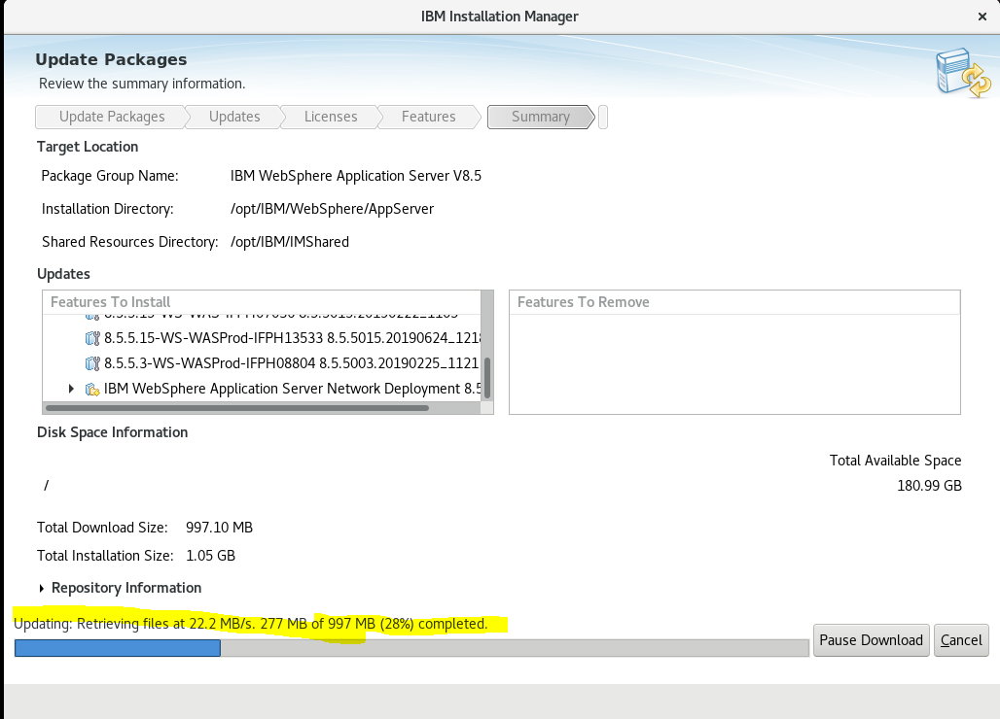 IBM Installation Manager
Update Packages
Review the summary information.
Update Packages Updates Licenses Features Summary
Target Location
Package Group Name: IBM WebSphere Application Server V8.5
Installation Directory: /opt/IBM/WebSphere/AppServer
Shared Resources Directory: /opt/IBM/IMShared
Updates
Features To Install
8.5.5.15-WS-WASProd-IFPH13533 8.5.5015.20190624_1218
8.5.5.3-WS-WASProd-IFPH08804 8.5.5003.20190225_1121
IBM WebSphere Application Server Network Deployment 8.5
Features To Remove
Disk Space Information
Total Available Space
/ 180.99 GB
Total Download Size: 997.10 MB
Total Installation Size: 1.05 GB
Repository Information
Updating: Retrieving files at 22.2 MB/s. 277 MB of 997 MB (28%) completed.
Pause Download Cancel